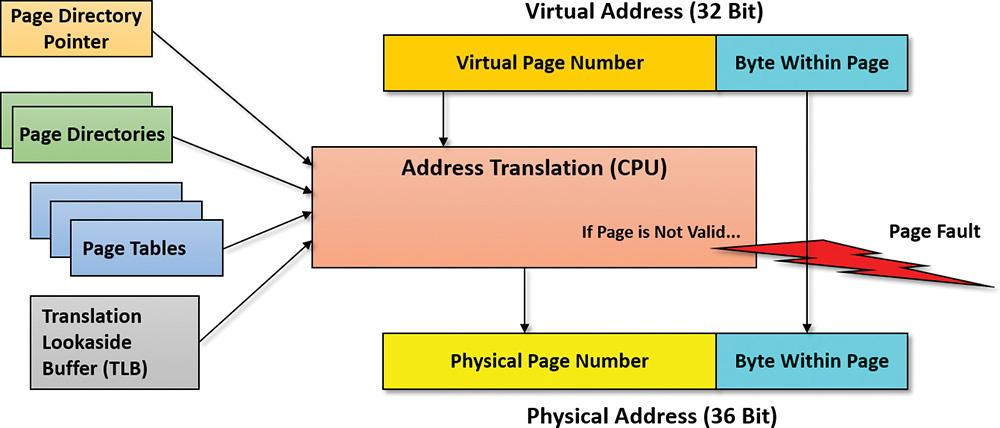 Page Directory
Pointer
Virtual Address (32 Bit)
Virtual Page Number
Byte Within Page
Page Directories
Address Translation (CPU)
If Page is Not Valid...
Page Fault
Page Tables
Translation
Lookaside
Buffer (TLB)
Physical Page Number
Byte Within Page
Physical Address (36 Bit)